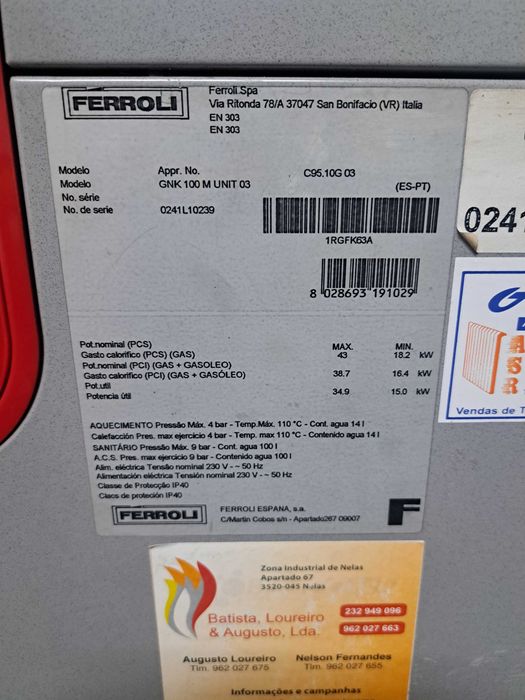 FERROLI
Ferroli Spa
Via Ritonda 78/A 37047 San Bonifacio (VR) Italia
EN 303
EN 303
Modelo Appr. No. C95.10G 03
Modelo GNK 100 M UNIT 03 (ES-PT)
No. série
No. de serie 0241L10239
1RGFK63A
8 028693 191029
0241
Pot.nominal (PCS) MAX. MIN.
Gasto calorifico (PCS) (GAS) 43 18.2 kW
Pot.nominal (PCI) (GAS + GASOLEO)
Gasto calorifico (PCI) (GAS + GASÓLEO) 38.7 16.4 kW
Pot.util
Potencia útil 34.9 15.0 kW
AQUECIMENTO Pressão Máx. 4 bar - Temp.Máx. 110 °C - Cont. agua 14 l
Calefacción Pres. max ejercicio 4 bar - Temp. max 110 °C - Contenido agua 14 l
SANITÁRIO Pressão Máx. 9 bar - Cont. agua 100 l
A.C.S. Pres. max ejercicio 9 bar - Contenido agua 100 l
Alim. eléctrica Tensão nominal 230 V - ~ 50 Hz
Alimentación eléctrica Tensión nominal 230 V - ~ 50 Hz
Classe de Protecção IP40
Clacs de protección IP40
FERROLI
FERROLI ESPANA, s.a.
C/Martin Cobos s/n - Apartado267 09007
F
G
A
S
R
Vendas de T
Zona Industrial de Nelas
Apartado 67
3520-045 Nelas
Batista, Loureiro
& Augusto, Lda.
232 949 096
962 027 663
Augusto Loureiro Nelson Fernandes
Tlm. 962 027 675 Tlm. 962 027 655
Informações e campanhas